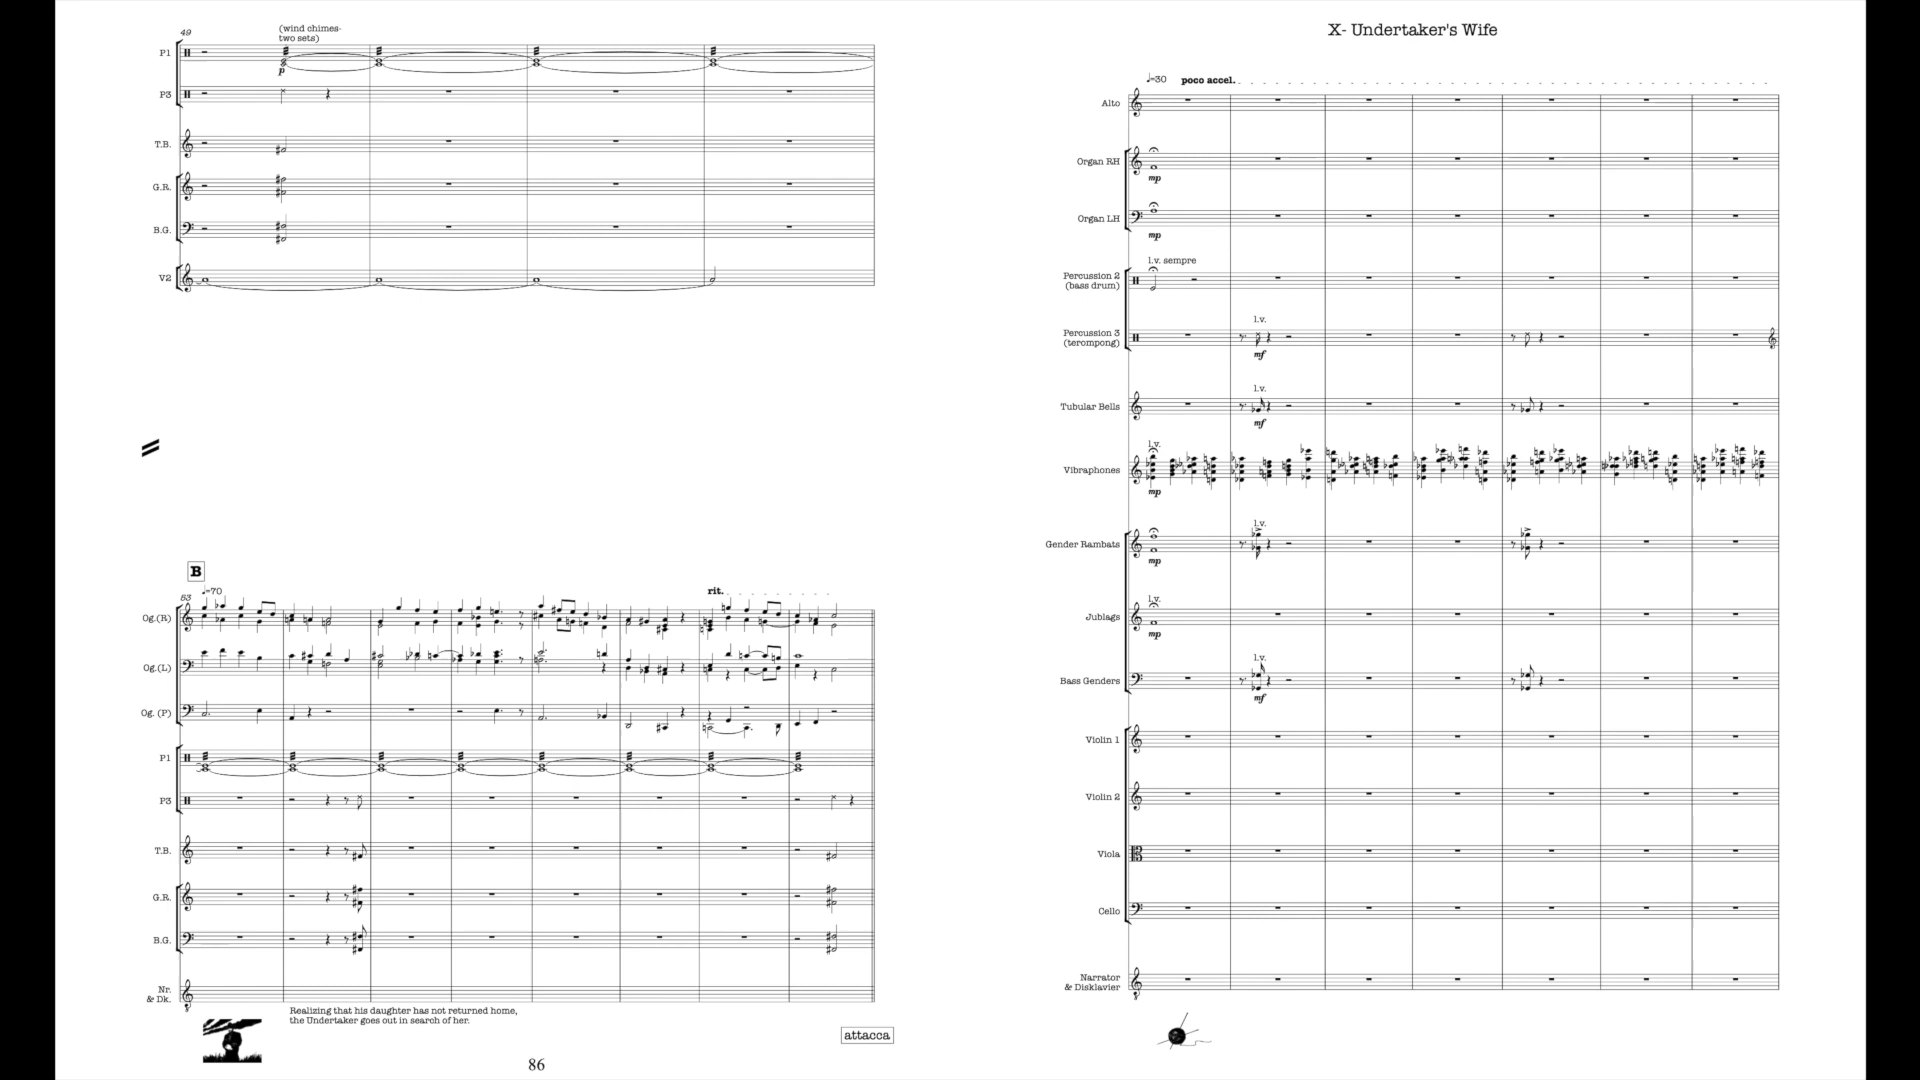 49
(wind chimes-
two sets)
P1
p
P3
T.B.
G.R.
B.G.
V2
B
53
♩=70
rit.
Og.(R)
Og.(L)
Og. (P)
P1
P3
T.B.
G.R.
B.G.
Nr.
& Dk.
Realizing that his daughter has not returned home,
the Undertaker goes out in search of her.
attacca
86
X- Undertaker's Wife
♩=30 poco accel.
Alto
Organ RH
mp
Organ LH
mp
l.v. sempre
Percussion 2
(bass drum)
l.v.
Percussion 3
(terompong)
mf
l.v.
Tubular Bells
mf
l.v.
Vibraphones
mp
l.v.
Gender Rambats
mp
l.v.
Jublags
mp
l.v.
Bass Genders
mf
Violin 1
Violin 2
Viola
Cello
Narrator
& Disklavier